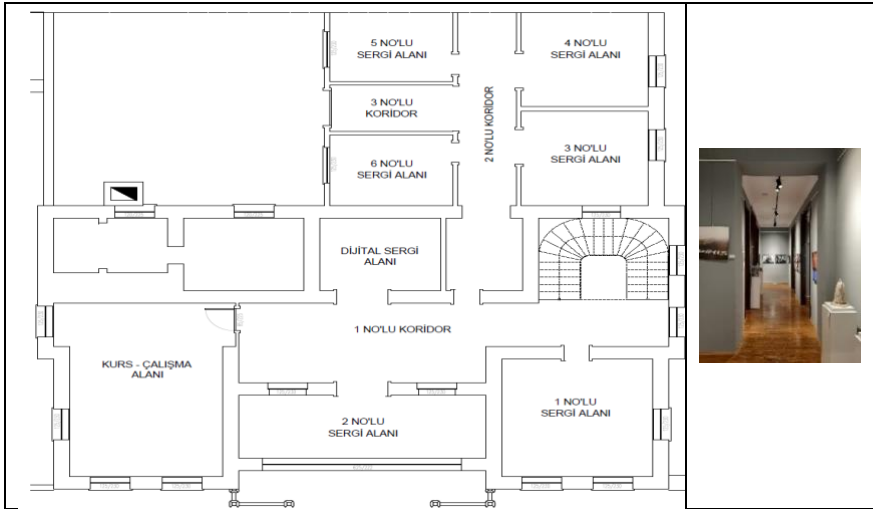 5 NO'LU
SERGİ ALANI
4 NO'LU
SERGİ ALANI
3 NO'LU
KORİDOR
2 NO'LU KORİDOR
6 NO'LU
SERGİ ALANI
3 NO'LU
SERGİ ALANI
DİJİTAL SERGİ
ALANI
1 NO'LU KORİDOR
KURS - ÇALIŞMA
ALANI
2 NO'LU
SERGİ ALANI
1 NO'LU
SERGİ ALANI